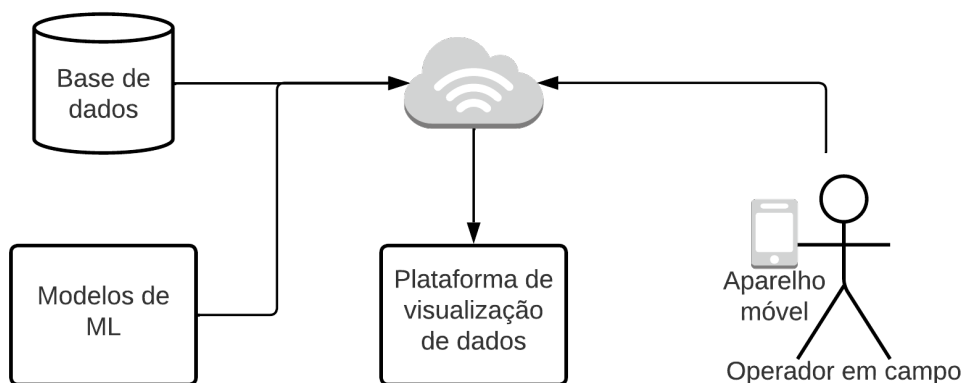 Base de
dados
Modelos de
ML
Plataforma de
visualização
de dados
Aparelho
móvel
Operador em campo